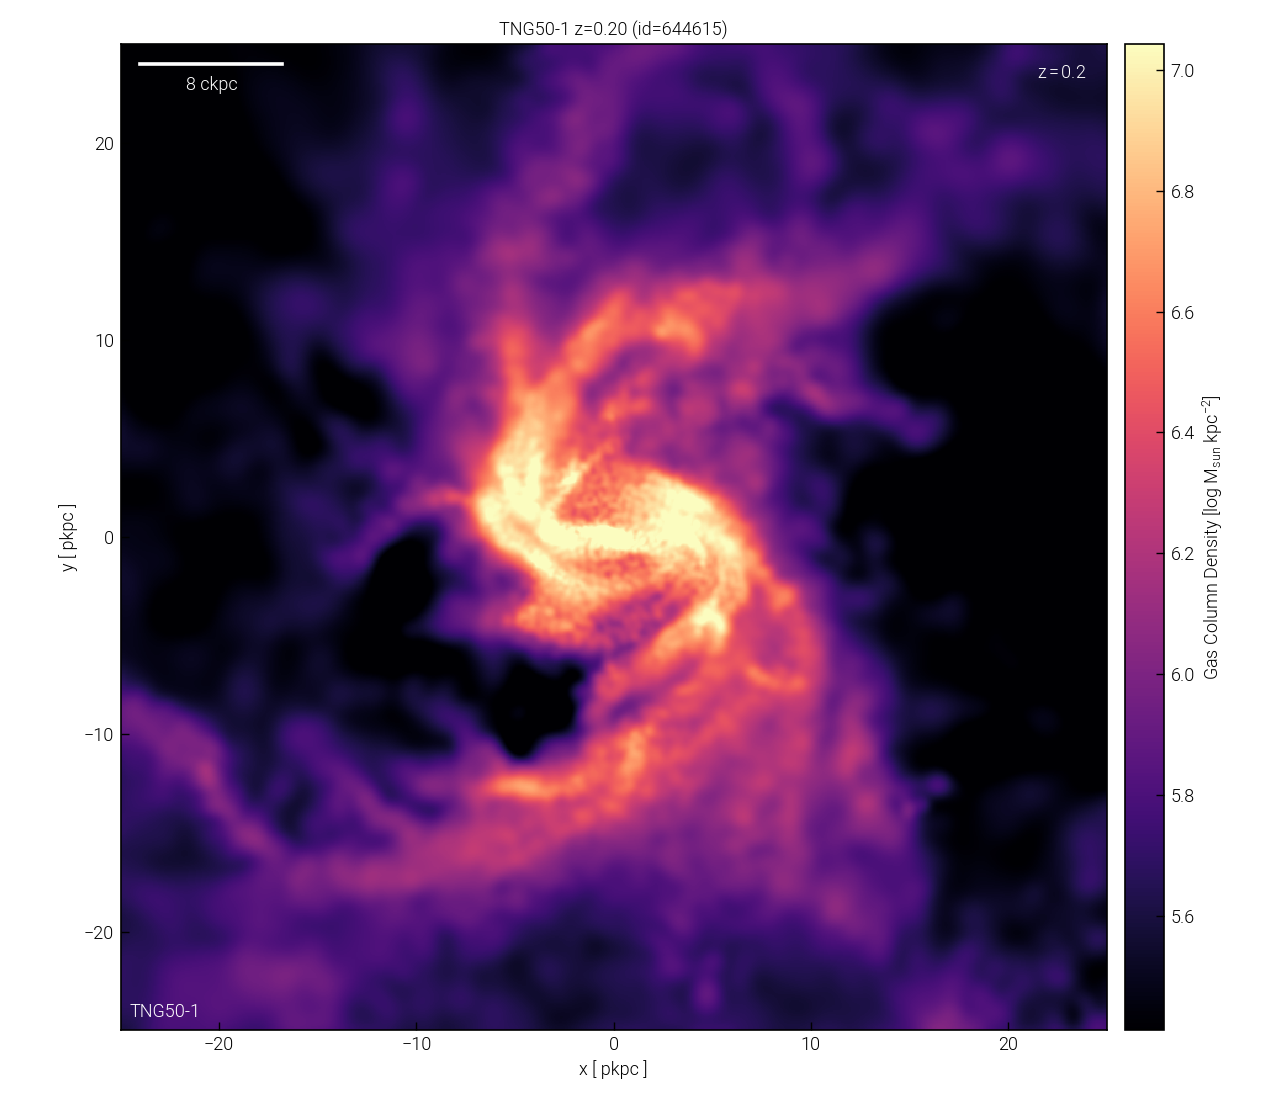 TNG50-1 z=0.20 (id=644615)
8 ckpc
z=0.2
TNG50-1
20
10
0
−10
−20
y [ pkpc ]
−20
−10
0
10
20
x [ pkpc ]
7.0
6.8
6.6
6.4
6.2
6.0
5.8
5.6
Gas Column Density [log M_sun kpc⁻²]